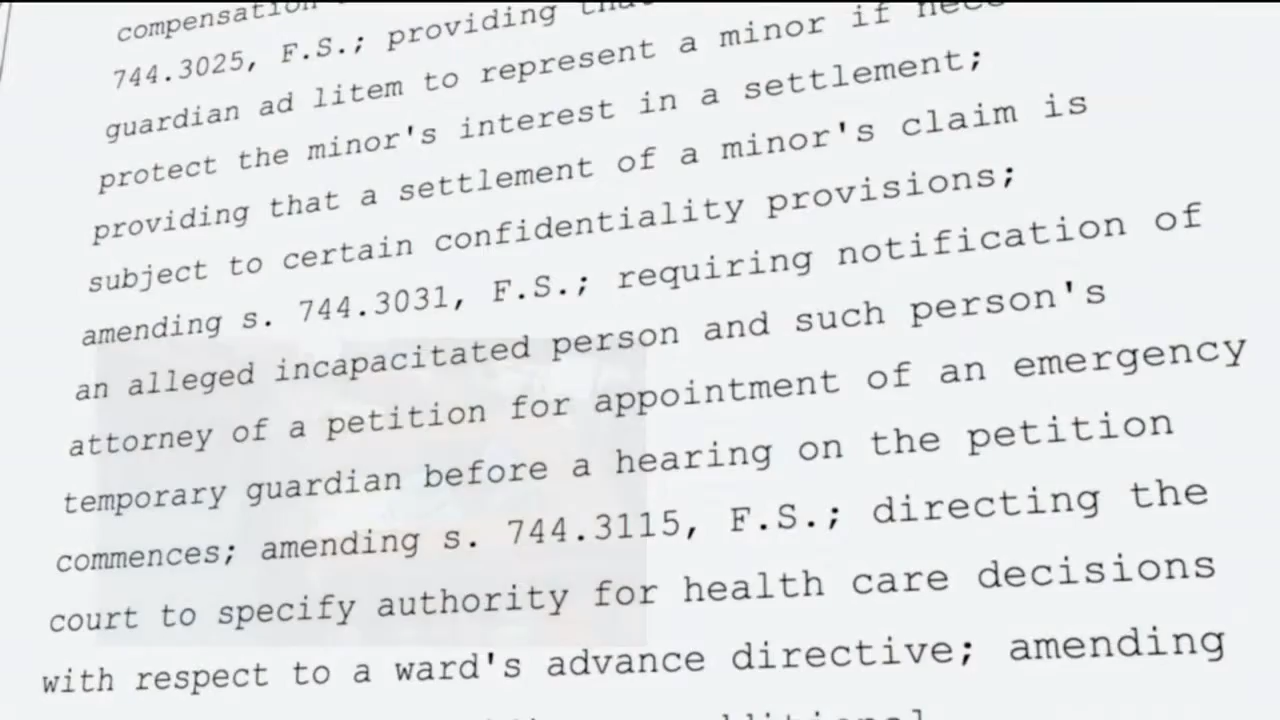 compensation
744.3025, F.S.; providing
guardian ad litem to represent a minor if
protect the minor's interest in a settlement;
providing that a settlement of a minor's claim is
subject to certain confidentiality provisions;
amending s. 744.3031, F.S.; requiring notification of
an alleged incapacitated person and such person's
attorney of a petition for appointment of an emergency
temporary guardian before a hearing on the petition
commences; amending s. 744.3115, F.S.; directing the
court to specify authority for health care decisions
with respect to a ward's advance directive; amending